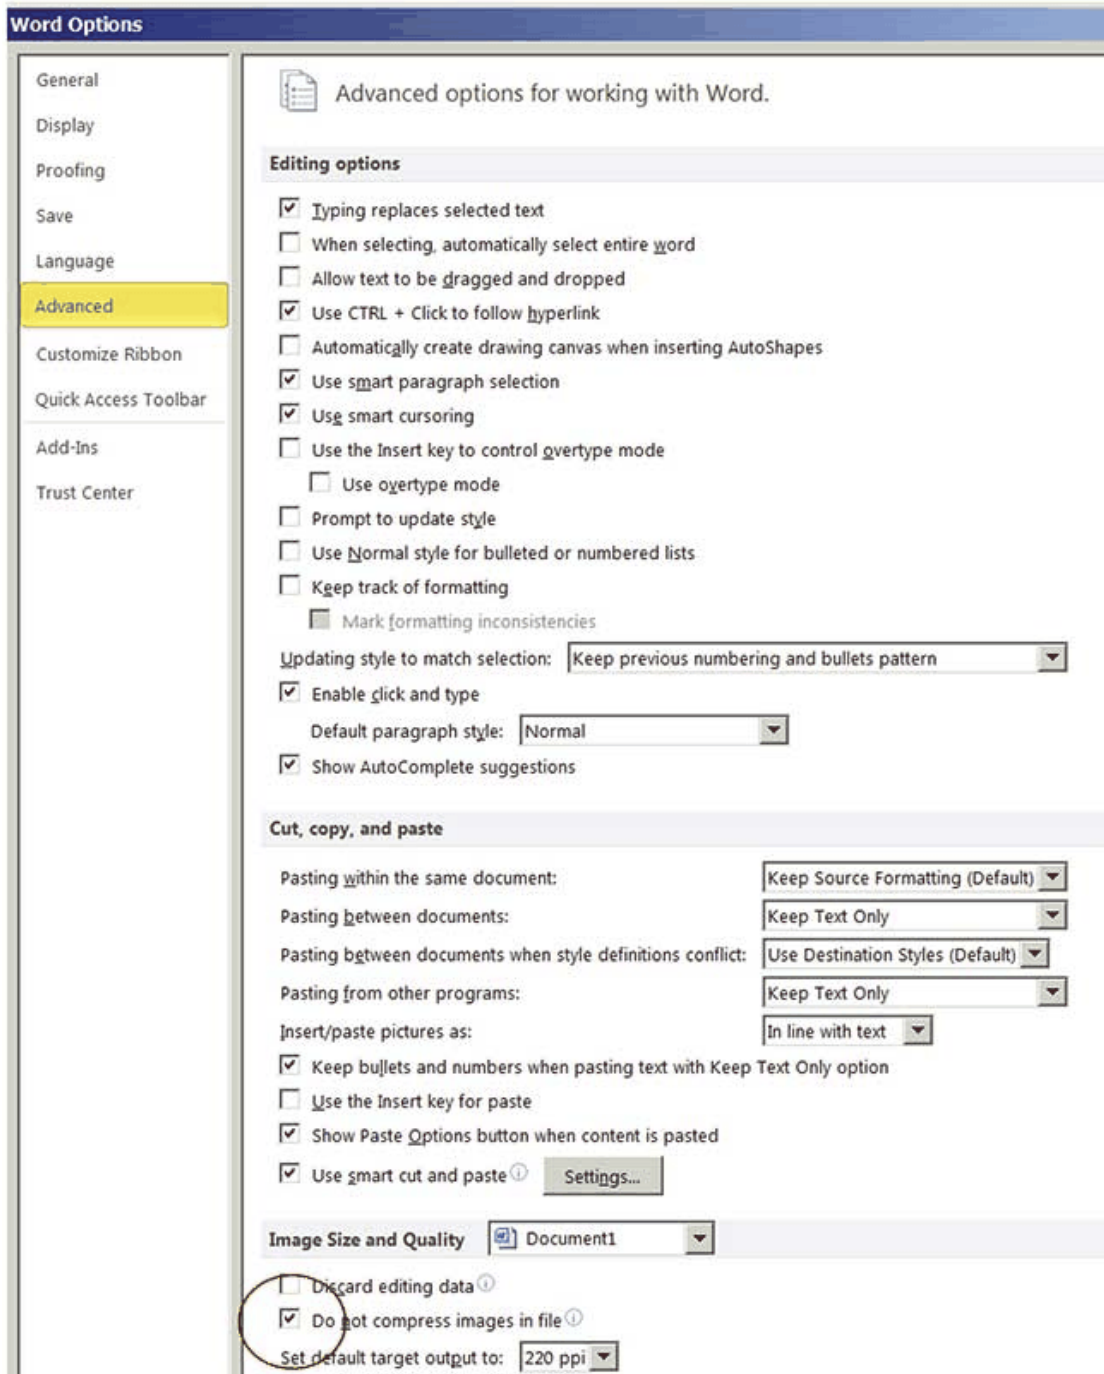 Word Options
General
Display
Proofing
Save
Language
Advanced
Customize Ribbon
Quick Access Toolbar
Add-Ins
Trust Center
Advanced options for working with Word.
Editing options
Typing replaces selected text
When selecting, automatically select entire word
Allow text to be dragged and dropped
Use CTRL + Click to follow hyperlink
Automatically create drawing canvas when inserting AutoShapes
Use smart paragraph selection
Use smart cursoring
Use the Insert key to control overtype mode
Use overtype mode
Prompt to update style
Use Normal style for bulleted or numbered lists
Keep track of formatting
Mark formatting inconsistencies
Updating style to match selection: Keep previous numbering and bullets pattern
Enable click and type
Default paragraph style: Normal
Show AutoComplete suggestions
Cut, copy, and paste
Pasting within the same document: Keep Source Formatting (Default)
Pasting between documents: Keep Text Only
Pasting between documents when style definitions conflict: Use Destination Styles (Default)
Pasting from other programs: Keep Text Only
Insert/paste pictures as: In line with text
Keep bullets and numbers when pasting text with Keep Text Only option
Use the Insert key for paste
Show Paste Options button when content is pasted
Use smart cut and paste Settings...
Image Size and Quality Document1
Discard editing data
Do not compress images in file
Set default target output to: 220 ppi